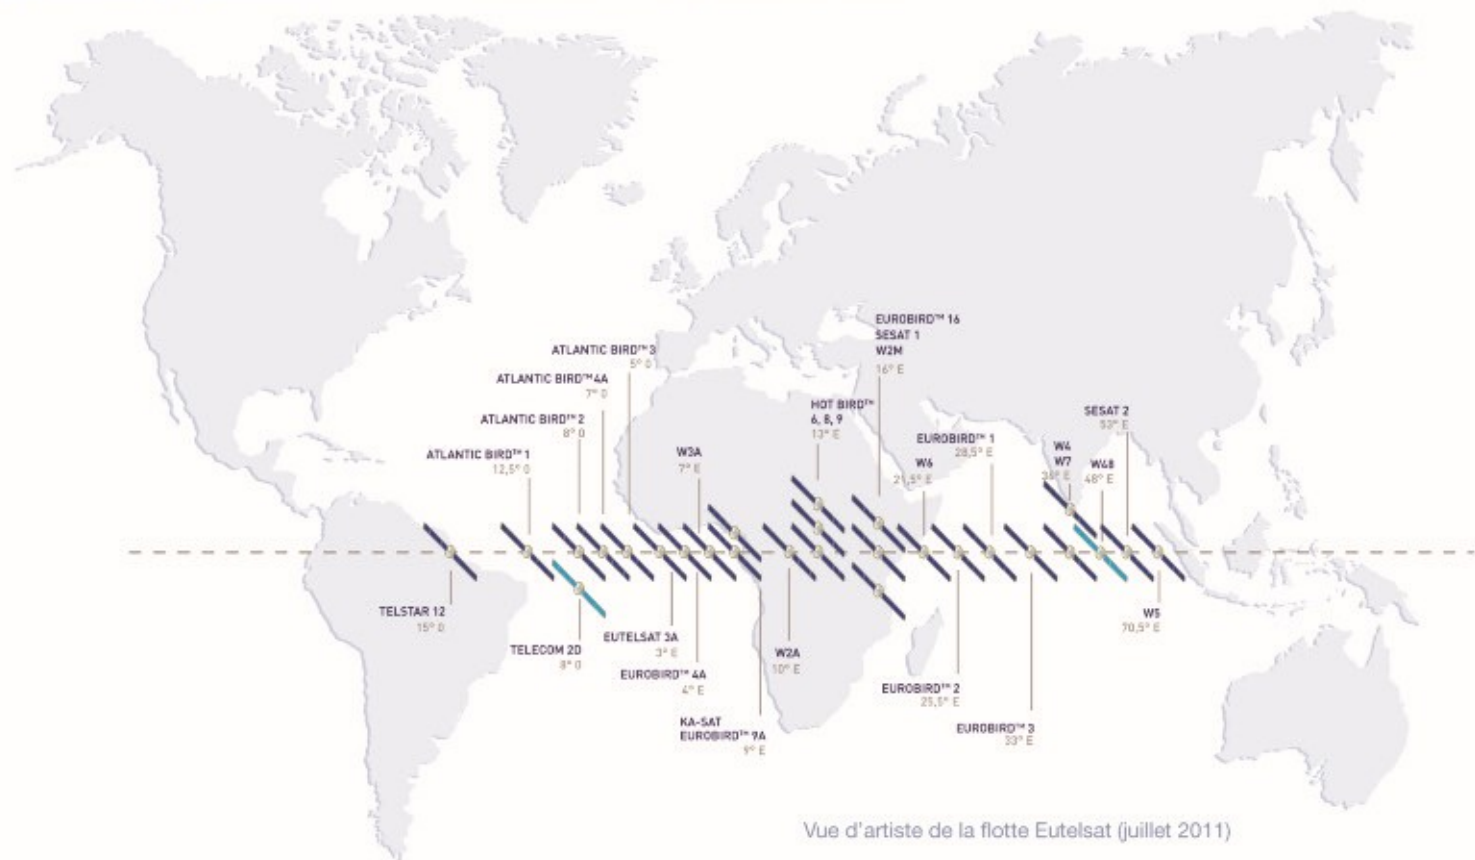 EUROBIRD™ 16
SESAT 1
W2M
16° E
ATLANTIC BIRD™ 3
5° O
ATLANTIC BIRD™ 4A
7° O
ATLANTIC BIRD™ 2
8° O
ATLANTIC BIRD™ 1
12,5° O
W3A
7° E
HOT BIRD™
6, 8, 9
13° E
EUROBIRD™ 1
28,5° E
W6
21,5° E
SESAT 2
53° E
W4
W7
36° E
W48
48° E
TELSTAR 12
15° O
TELECOM 2D
8° O
EUTELSAT 3A
3° E
EUROBIRD™ 4A
4° E
KA-SAT
EUROBIRD™ 9A
9° E
W2A
10° E
EUROBIRD™ 2
25,5° E
EUROBIRD™ 3
33° E
W5
70,5° E
Vue d'artiste de la flotte Eutelsat (juillet 2011)